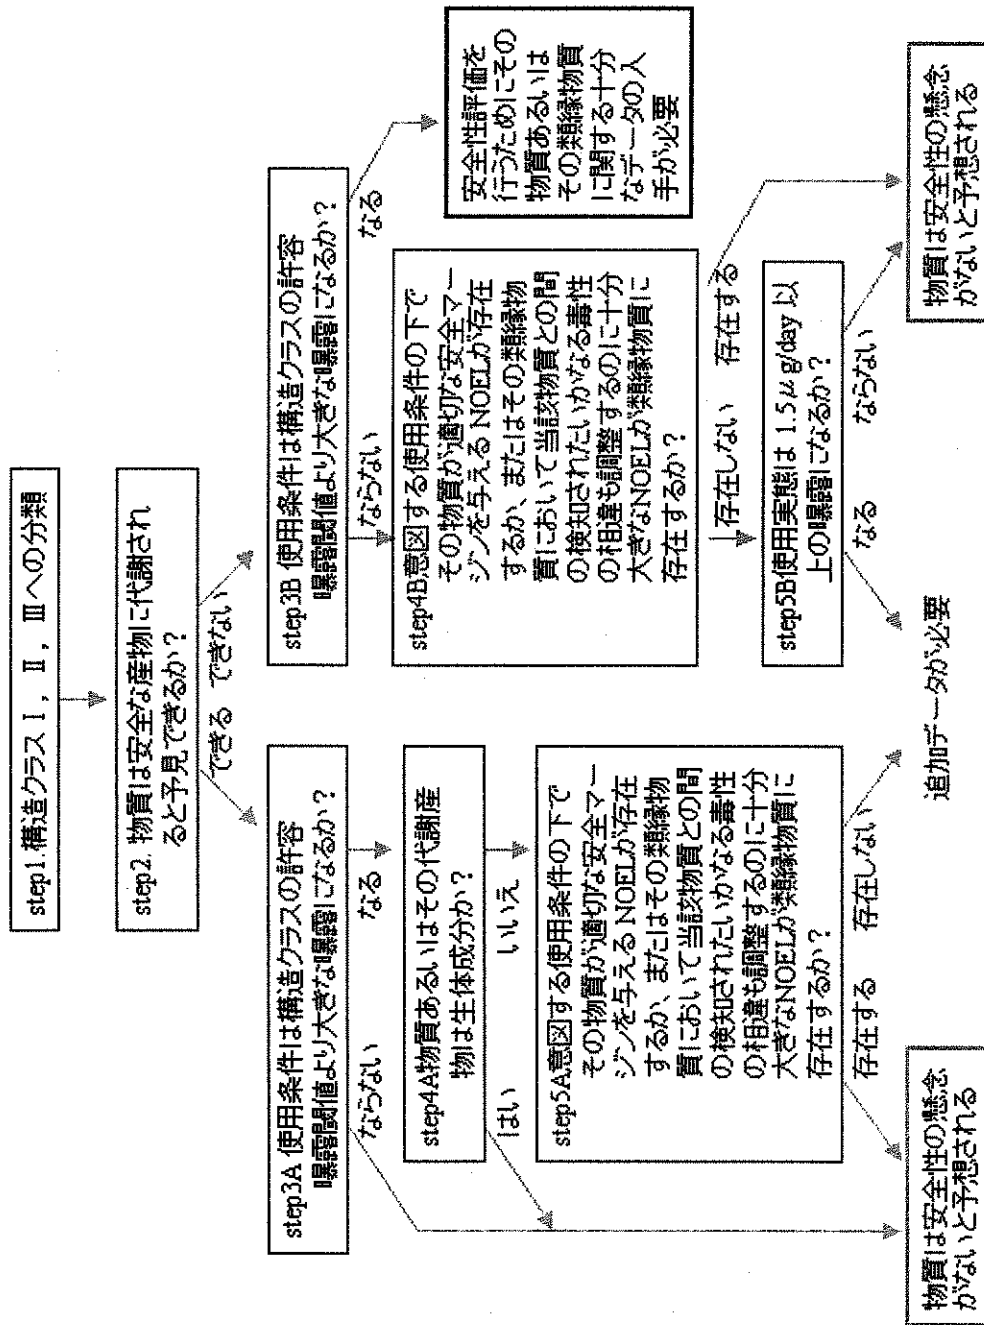 step1.構造クラスⅠ, Ⅱ, Ⅲへの分類
step2. 物質は安全な産物に代謝され
ると予見できるか?
できる
できない
step3A 使用条件は構造クラスの許容
曝露閾値より大きな曝露になるか?
ならない
なる
step4A物質あるいはその代謝産
物は生体成分か?
はい
いいえ
step5A意図する使用条件の下で
その物質が適切な安全マー
ジンを与える NOELが存在
するか、またはその類縁物
質において当該物質との間
の検知されたいかなる毒性
の相違も調整するのに十分
大きなNOELが類縁物質に
存在するか?
存在する
存在しない
物質は安全性の懸念
がないと予想される
追加データが必要
step3B 使用条件は構造クラスの許容
曝露閾値より大きな曝露になるか?
ならない
なる
安全性評価を
行うためにその
物質あるいは
その類縁物質
に関する十分
なデータの入
手が必要
step4B意図する使用条件の下で
その物質が適切な安全マー
ジンを与える NOELが存在
するか、またはその類縁物
質において当該物質との間
の検知されたいかなる毒性
の相違も調整するのに十分
大きなNOELが類縁物質に
存在するか?
存在しない
存在する
step5B使用実態は 1.5μg/day 以
上の曝露になるか?
なる
ならない
物質は安全性の懸念
がないと予想される